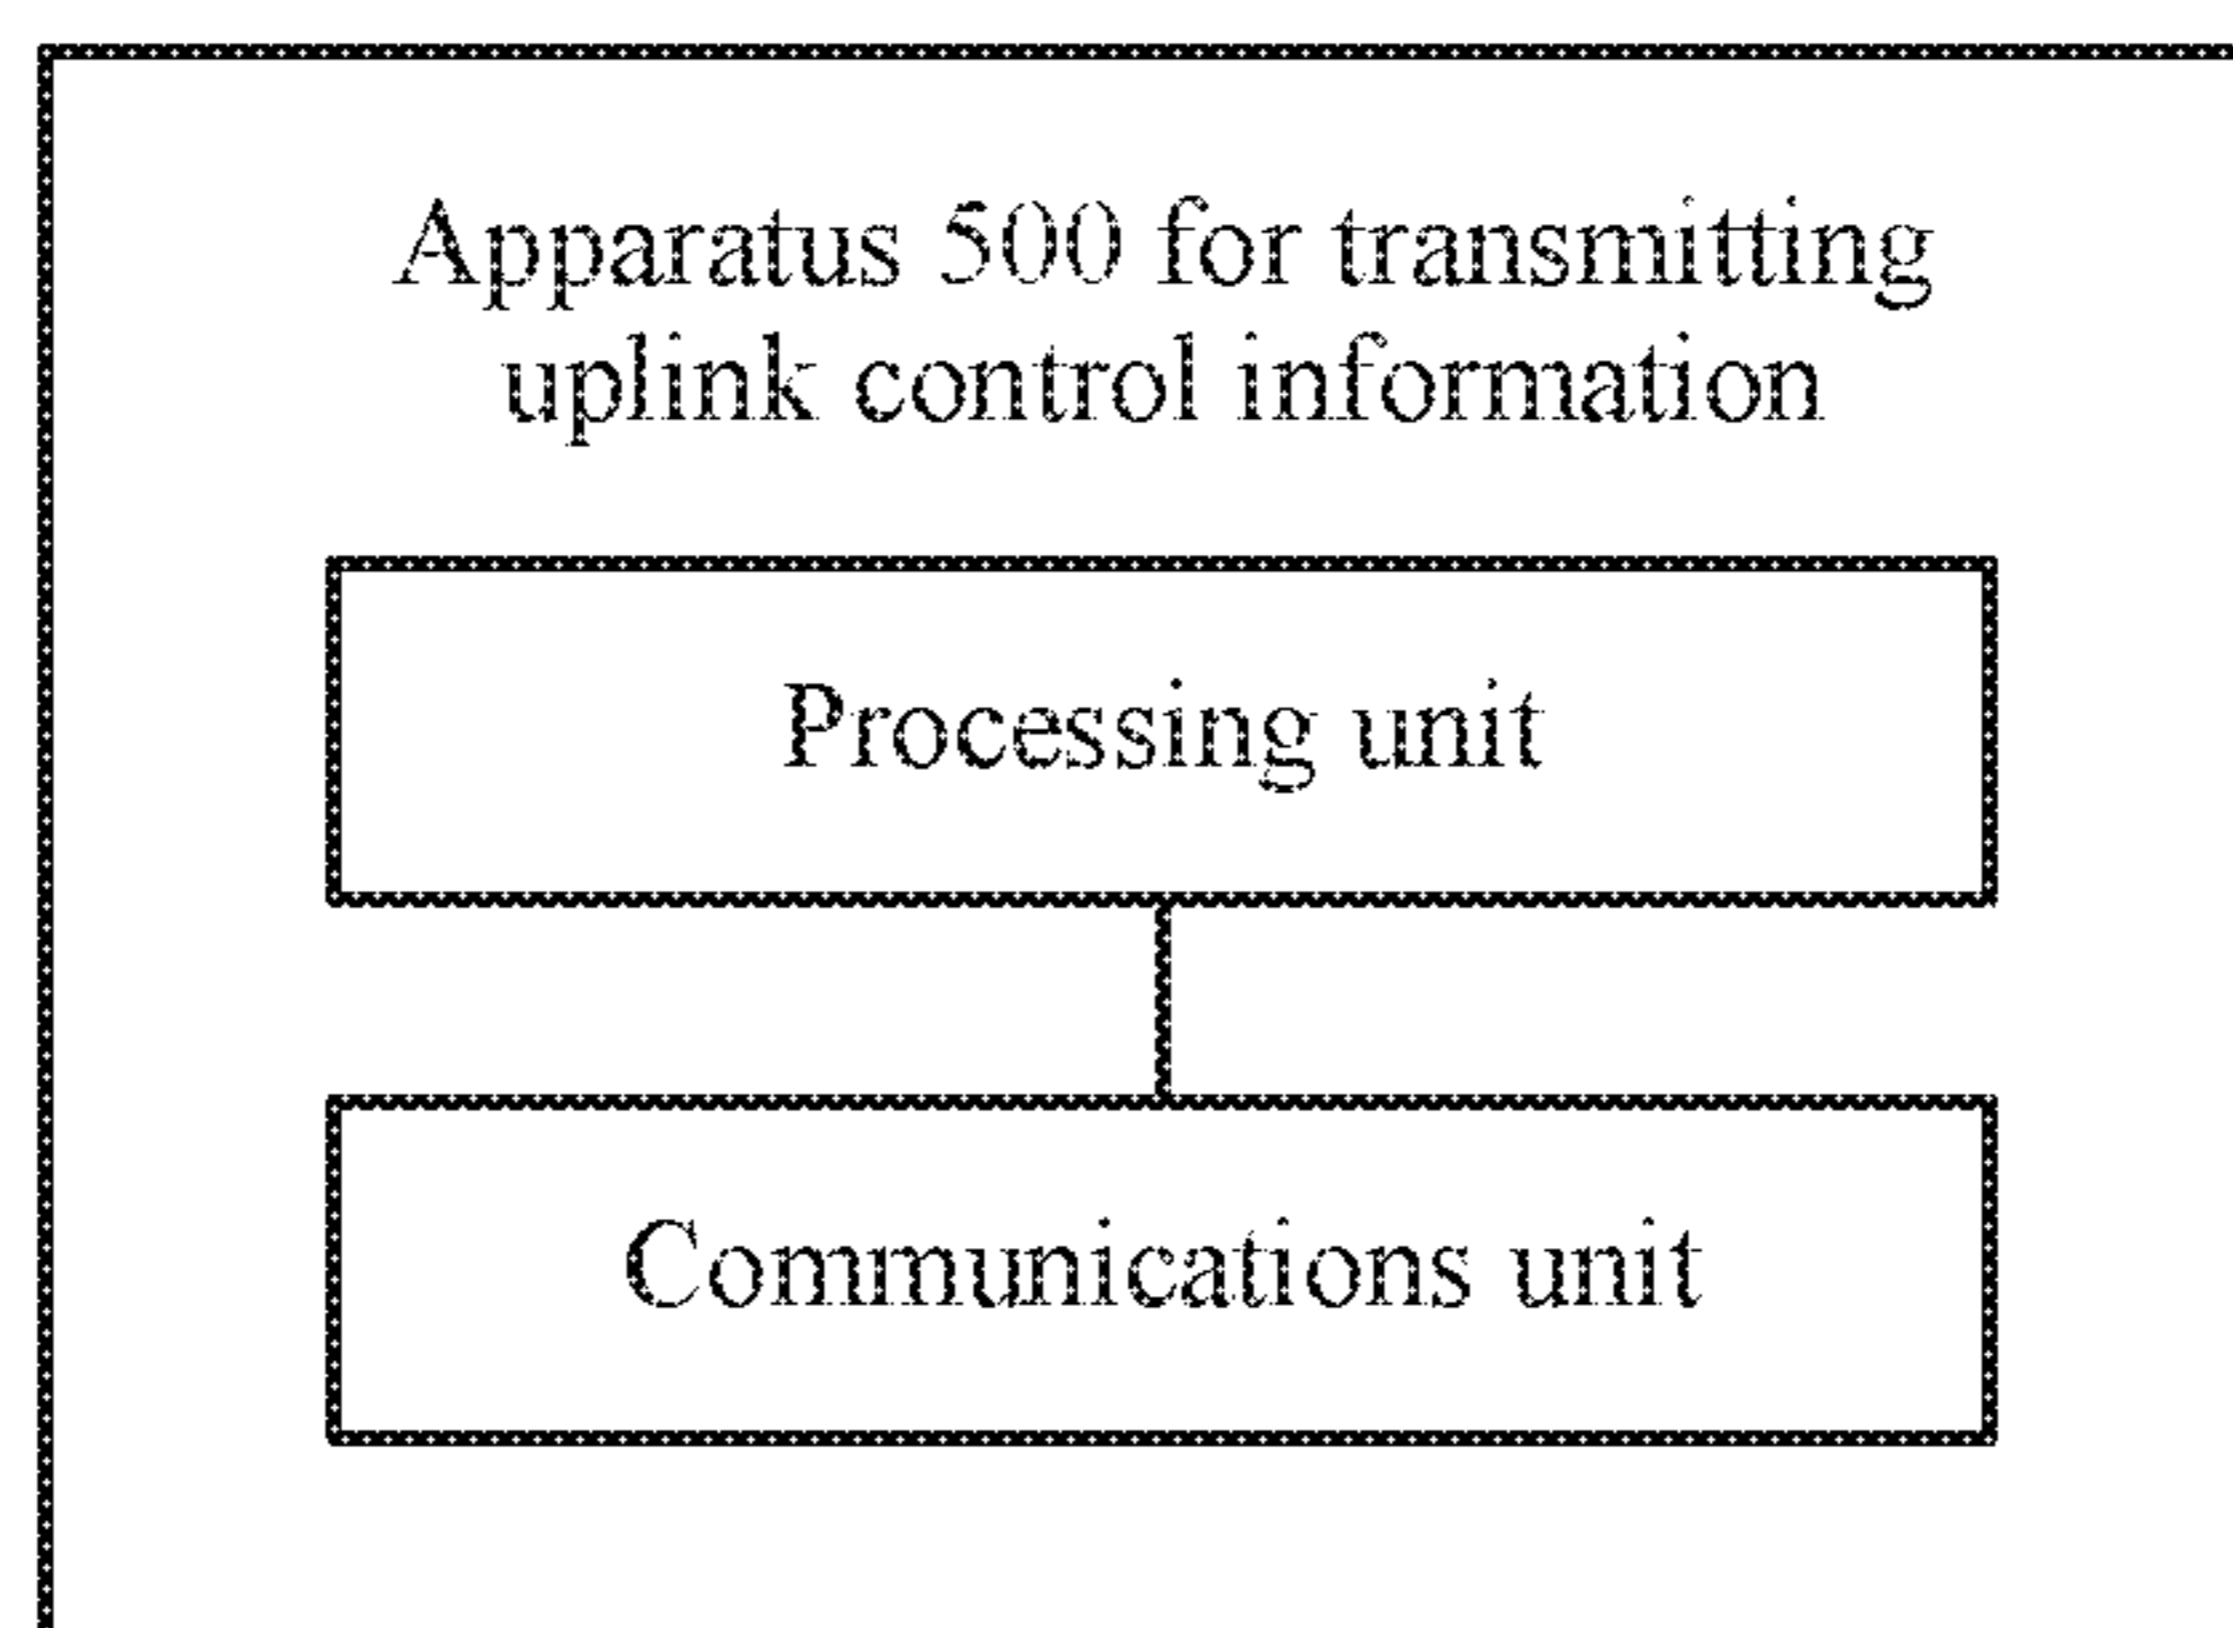 Apparatus 500 for transmitting
uplink control information
Processing unit
Communications unit